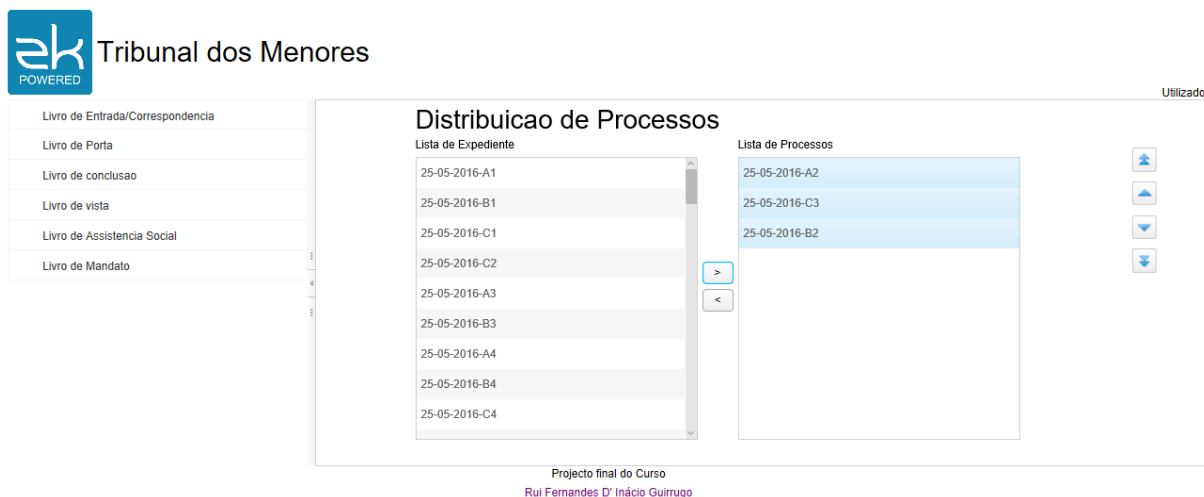 zk
POWERED
Tribunal dos Menores
Utilizado
Livro de Entrada/Correspondencia
Livro de Porta
Livro de conclusao
Livro de vista
Livro de Assistencia Social
Livro de Mandato
Distribuicao de Processos
Lista de Expediente
25-05-2016-A1
25-05-2016-B1
25-05-2016-C1
25-05-2016-C2
25-05-2016-A3
25-05-2016-B3
25-05-2016-A4
25-05-2016-B4
25-05-2016-C4
>
<
Lista de Processos
25-05-2016-A2
25-05-2016-C3
25-05-2016-B2
Projecto final do Curso
Rui Fernandes D' Inácio Guirrugo